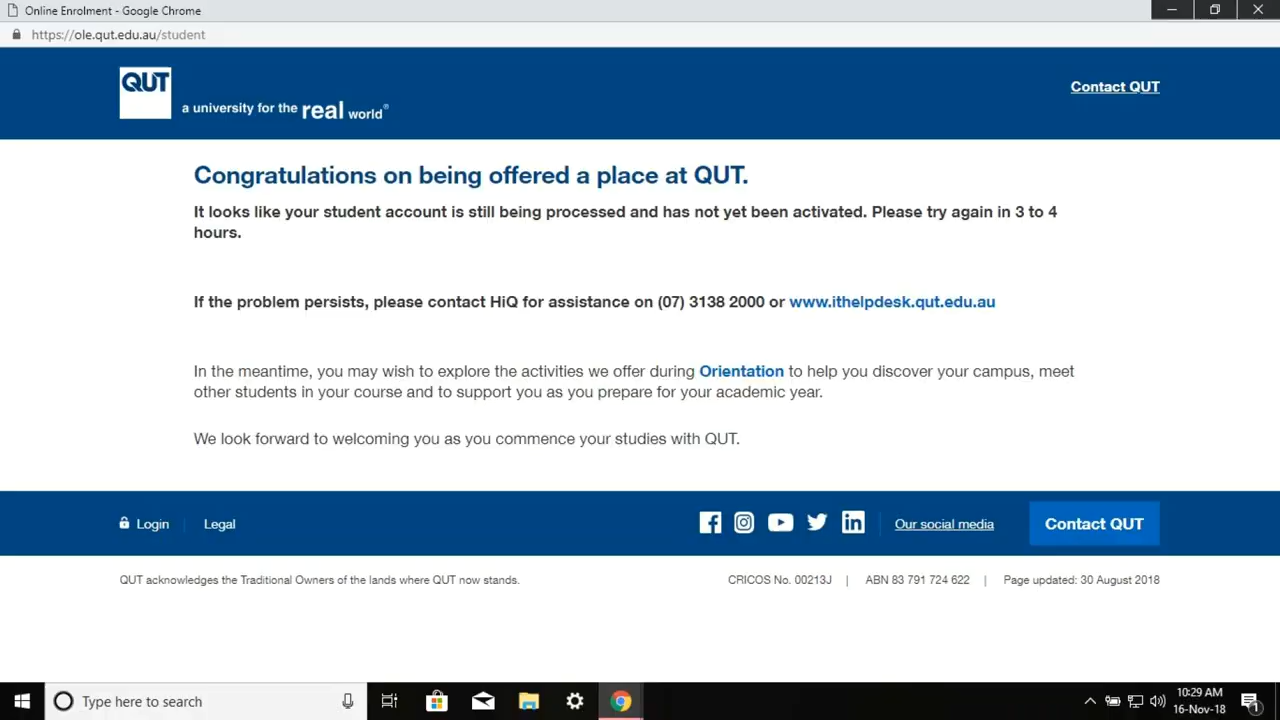 Online Enrolment - Google Chrome
https://ole.qut.edu.au/student
QUT
a university for the real world®
Contact QUT
Congratulations on being offered a place at QUT.
It looks like your student account is still being processed and has not yet been activated. Please try again in 3 to 4
hours.
If the problem persists, please contact HiQ for assistance on (07) 3138 2000 or www.ithelpdesk.qut.edu.au
In the meantime, you may wish to explore the activities we offer during Orientation to help you discover your campus, meet
other students in your course and to support you as you prepare for your academic year.
We look forward to welcoming you as you commence your studies with QUT.
Login Legal Our social media Contact QUT
QUT acknowledges the Traditional Owners of the lands where QUT now stands. CRICOS No. 00213J | ABN 83 791 724 622 | Page updated: 30 August 2018
Type here to search
10:29 AM
16-Nov-18
1